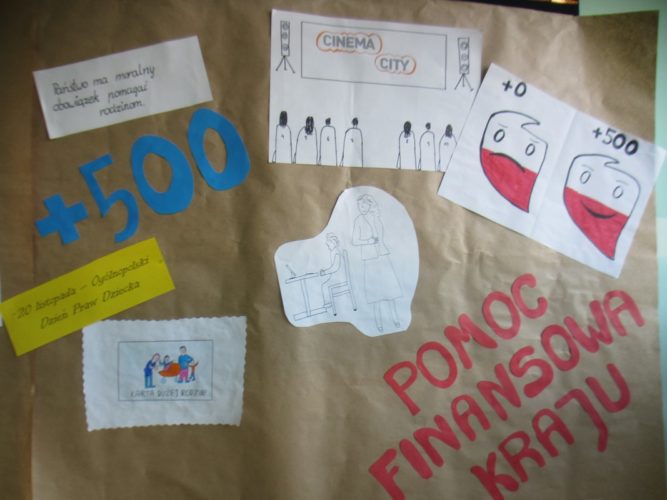 Państwo ma moralny
obowiązek pomagać
rodzinom.
+500
CINEMA
CITY
+0
+500
20 listopada - Ogólnopolski
Dzień Praw Dziecka
KARTA DUŻEJ RODZINY
POMOC
FINANSOWA
KRAJU